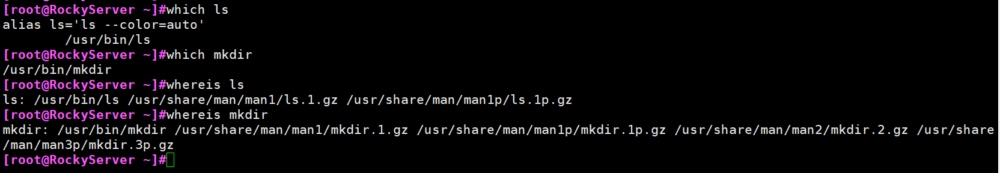 [root@RockyServer ~]#which ls
alias ls='ls --color=auto'
        /usr/bin/ls
[root@RockyServer ~]#which mkdir
/usr/bin/mkdir
[root@RockyServer ~]#whereis ls
ls: /usr/bin/ls /usr/share/man/man1/ls.1.gz /usr/share/man/man1p/ls.1p.gz
[root@RockyServer ~]#whereis mkdir
mkdir: /usr/bin/mkdir /usr/share/man/man1/mkdir.1.gz /usr/share/man/man1p/mkdir.1p.gz /usr/share/man/man2/mkdir.2.gz /usr/share
/man/man3p/mkdir.3p.gz
[root@RockyServer ~]#